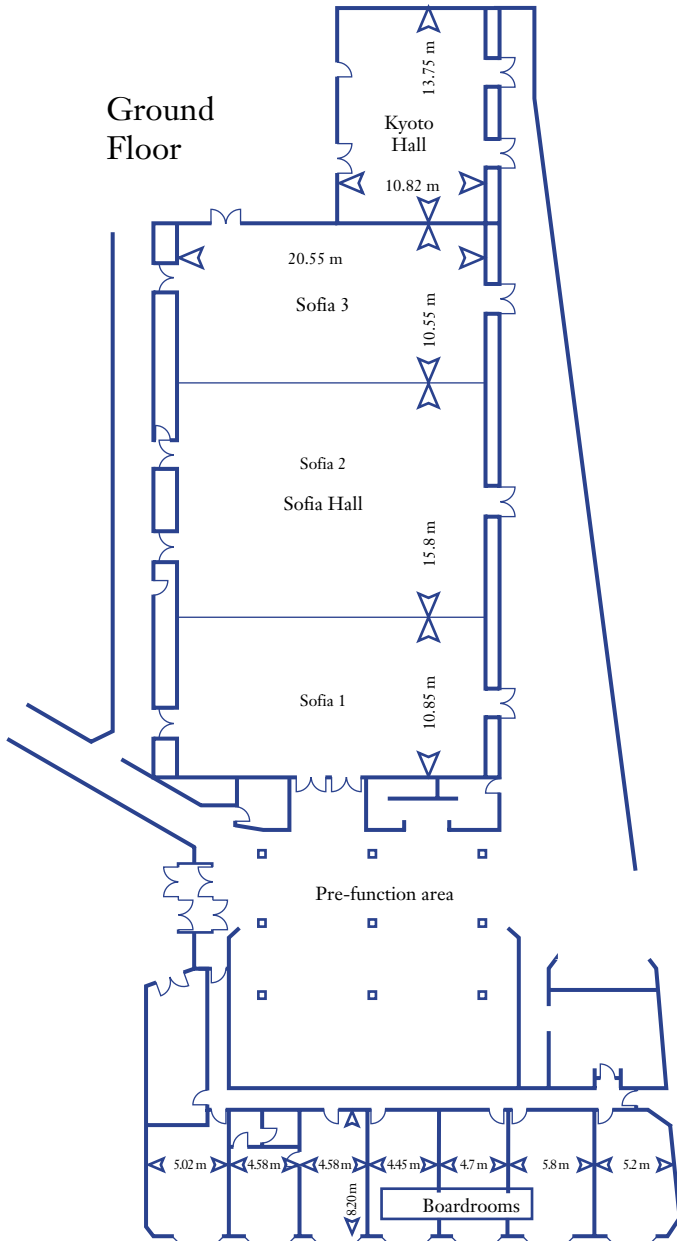 Ground
Floor
13.75 m
Kyoto
Hall
10.82 m
20.55 m
Sofia 3
10.55 m
Sofia 2
Sofia Hall
15.8 m
Sofia 1
10.85 m
Pre-function area
5.02 m
4.58 m
4.58 m
4.45 m
4.7 m
5.8 m
5.2 m
8.20 m
Boardrooms